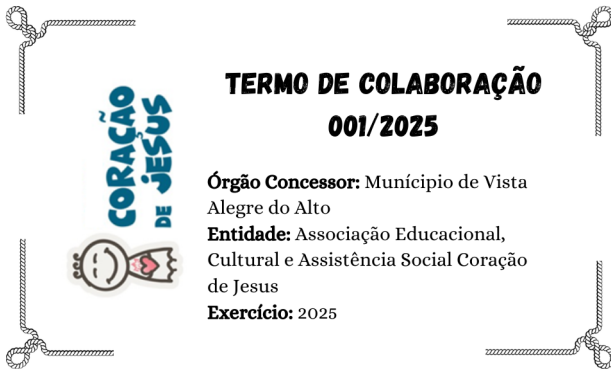 CORAÇÃO
DE JESUS
TERMO DE COLABORAÇÃO
001/2025
Órgão Concessor: Munícipio de Vista
Alegre do Alto
Entidade: Associação Educacional,
Cultural e Assistência Social Coração
de Jesus
Exercício: 2025